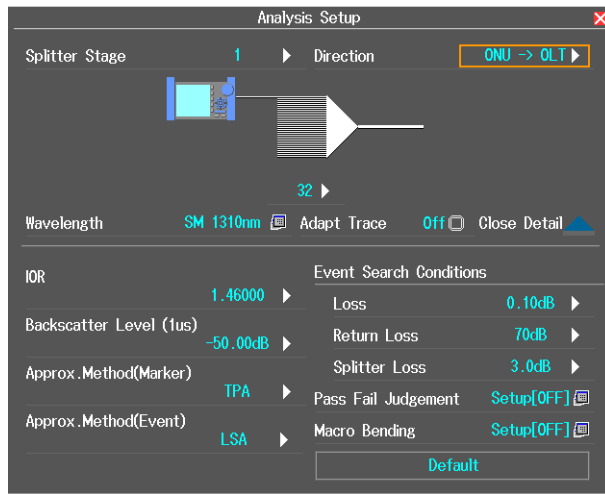 Analysis Setup
Splitter Stage 1 Direction ONU -> OLT
32
Wavelength SM 1310nm Adapt Trace Off Close Detail
IOR
1.46000
Backscatter Level (1us)
-50.00dB
Approx.Method(Marker)
TPA
Approx.Method(Event)
LSA
Event Search Conditions
Loss 0.10dB
Return Loss 70dB
Splitter Loss 3.0dB
Pass Fail Judgement Setup[OFF]
Macro Bending Setup[OFF]
Default